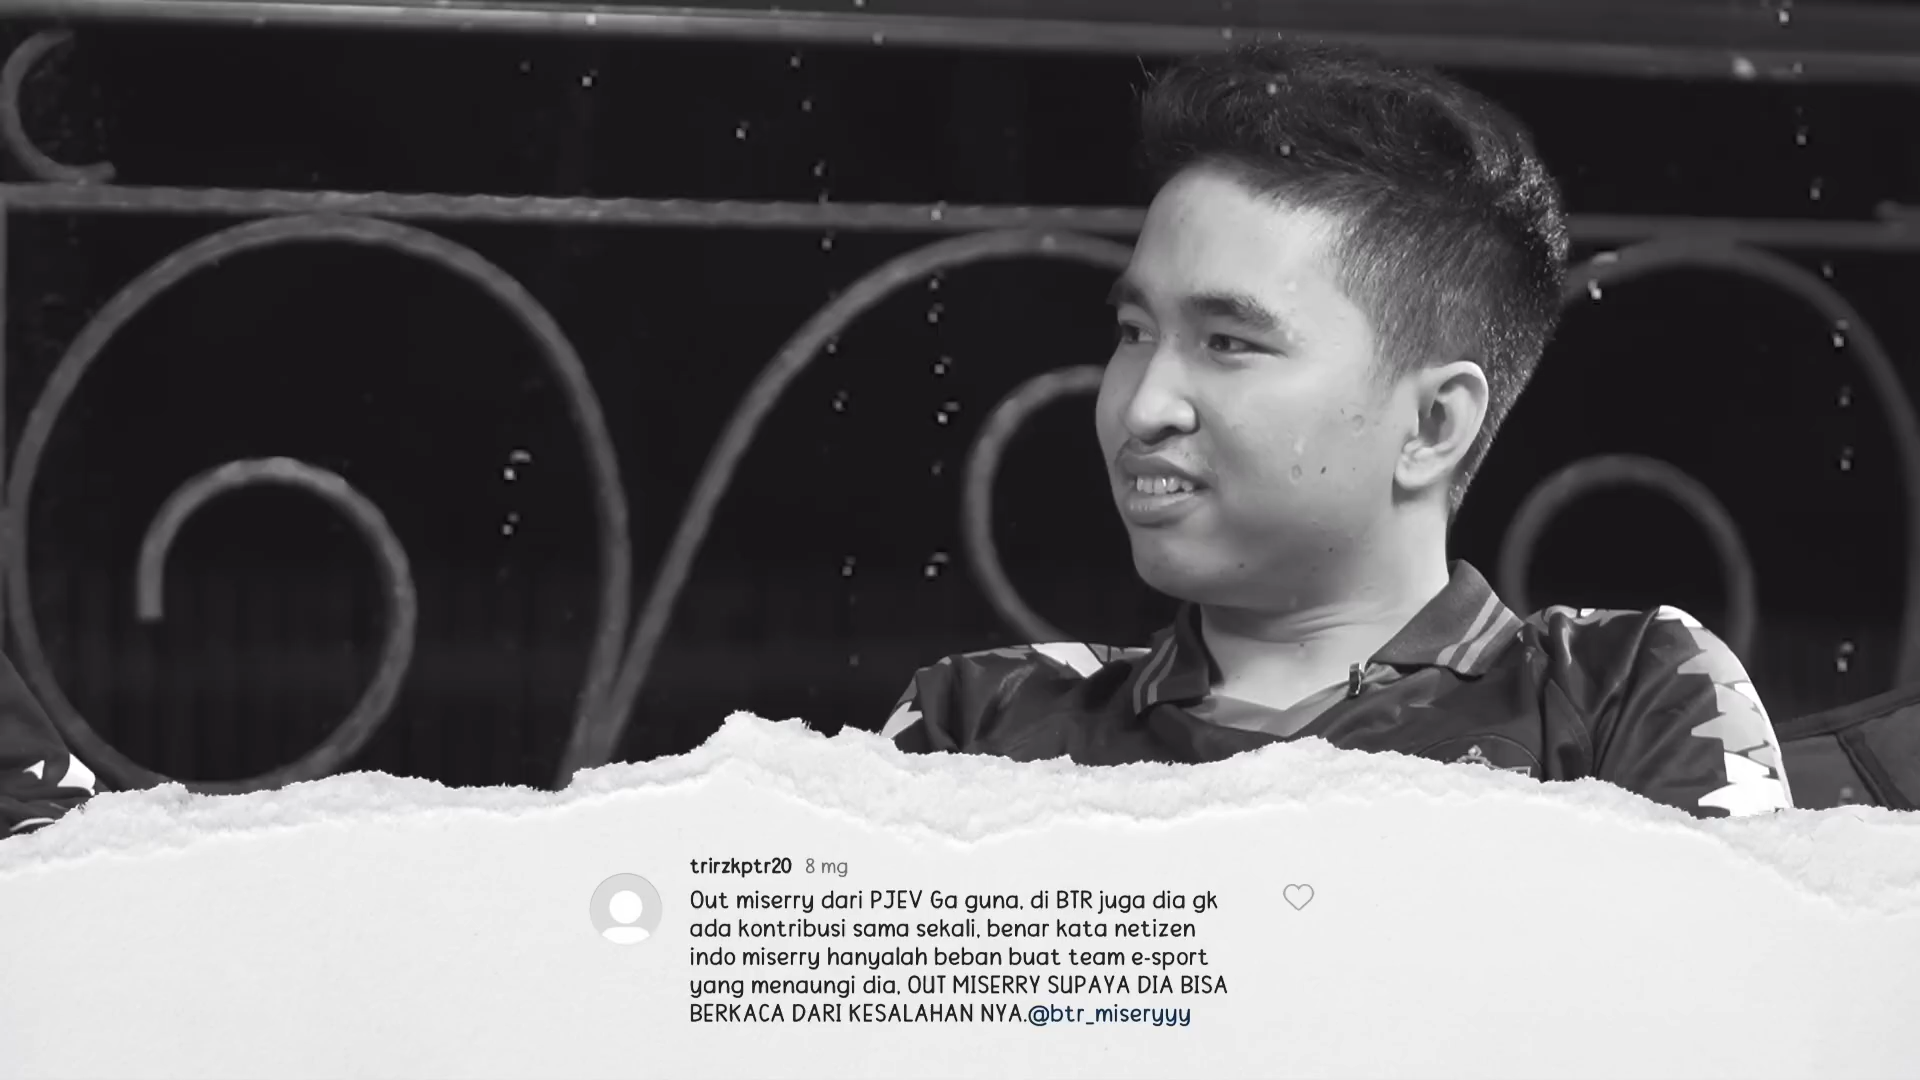 trirzkptr20 8 mg
Out miserry dari PJEV Ga guna, di BTR juga dia gk
ada kontribusi sama sekali, benar kata netizen
indo miserry hanyalah beban buat team e-sport
yang menaungi dia, OUT MISERRY SUPAYA DIA BISA
BERKACA DARI KESALAHAN NYA.@btr_miseryyy